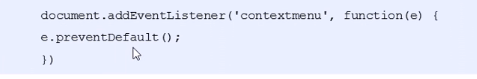 document.addEventListener('contextmenu', function(e) {
e.preventDefault();
})